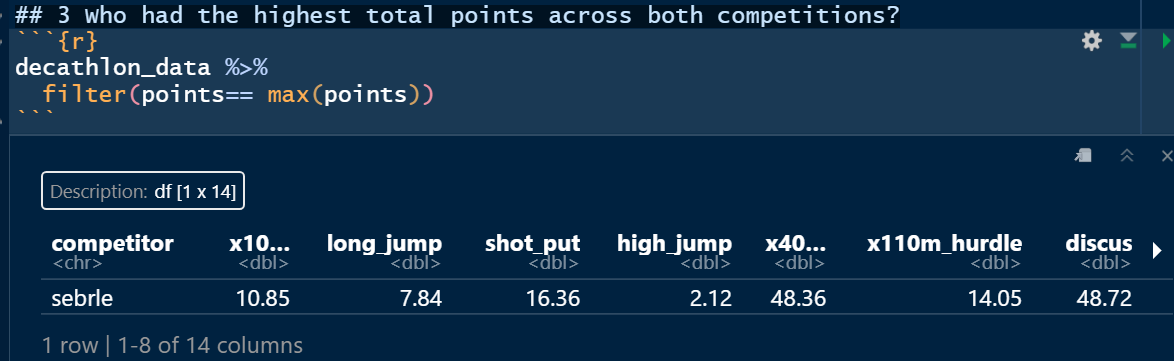 ## 3 Who had the highest total points across both competitions?
```{r}
decathlon_data %>%
  filter(points== max(points))
```
Description: df [1 x 14]
competitor x10... long_jump shot_put high_jump x40... x110m_hurdle discus
<chr> <dbl> <dbl> <dbl> <dbl> <dbl> <dbl> <dbl>
sebrle 10.85 7.84 16.36 2.12 48.36 14.05 48.72
1 row | 1-8 of 14 columns